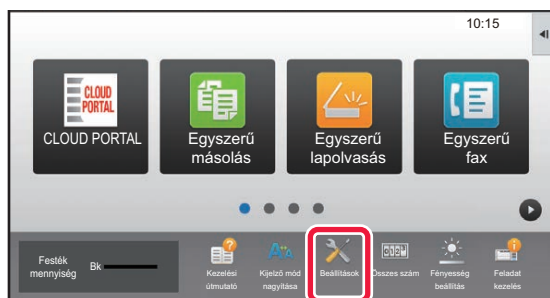 10:15
CLOUD
PORTAL
CLOUD PORTAL
Egyszerű
másolás
Egyszerű
lapolvasás
Egyszerű
fax
Festék
mennyiség
Bk
Kezelési
útmutató
Kijelző mód
nagyítása
Beállítások
Összes szám
Fényesség
beállítás
Feladat
kezelés